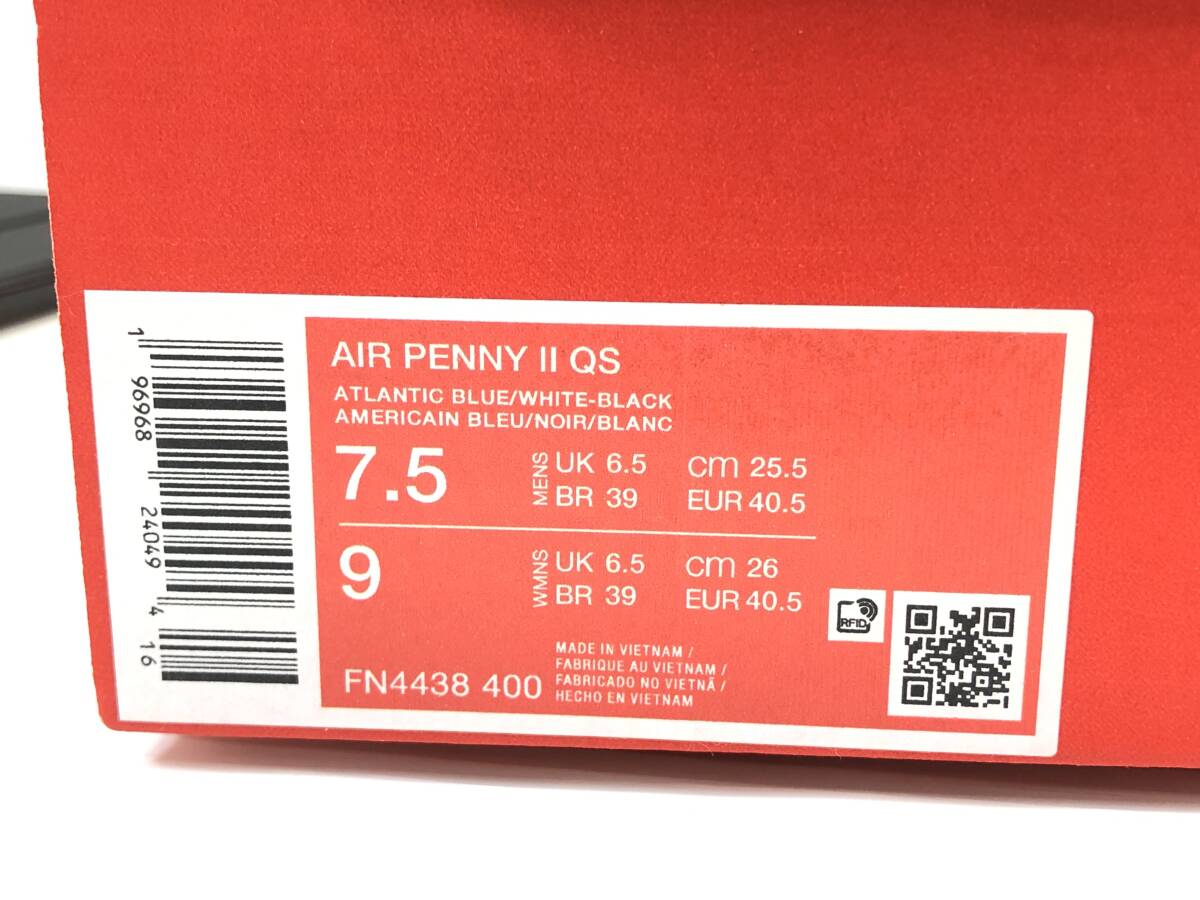 AIR PENNY II QS
ATLANTIC BLUE/WHITE-BLACK
AMERICAIN BLEU/NOIR/BLANC
7.5 MENS UK 6.5 cm 25.5
BR 39 EUR 40.5
9 WMNS UK 6.5 cm 26
BR 39 EUR 40.5
RFID
MADE IN VIETNAM /
FABRIQUE AU VIETNAM /
FABRICADO NO VIETNÃ /
HECHO EN VIETNAM
FN4438 400
1 96968 24049 4 16